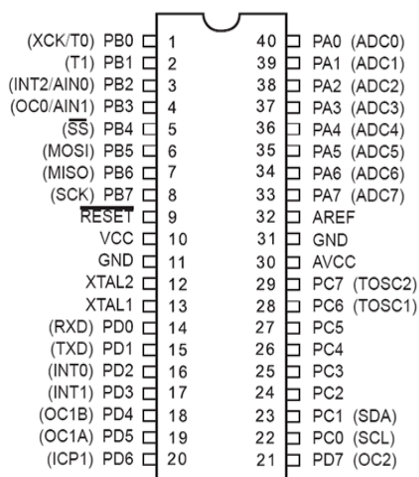 (XCK/T0) PB0 1 40 PA0 (ADC0)
(T1) PB1 2 39 PA1 (ADC1)
(INT2/AIN0) PB2 3 38 PA2 (ADC2)
(OC0/AIN1) PB3 4 37 PA3 (ADC3)
(SS) PB4 5 36 PA4 (ADC4)
(MOSI) PB5 6 35 PA5 (ADC5)
(MISO) PB6 7 34 PA6 (ADC6)
(SCK) PB7 8 33 PA7 (ADC7)
RESET 9 32 AREF
VCC 10 31 GND
GND 11 30 AVCC
XTAL2 12 29 PC7 (TOSC2)
XTAL1 13 28 PC6 (TOSC1)
(RXD) PD0 14 27 PC5
(TXD) PD1 15 26 PC4
(INT0) PD2 16 25 PC3
(INT1) PD3 17 24 PC2
(OC1B) PD4 18 23 PC1 (SDA)
(OC1A) PD5 19 22 PC0 (SCL)
(ICP1) PD6 20 21 PD7 (OC2)